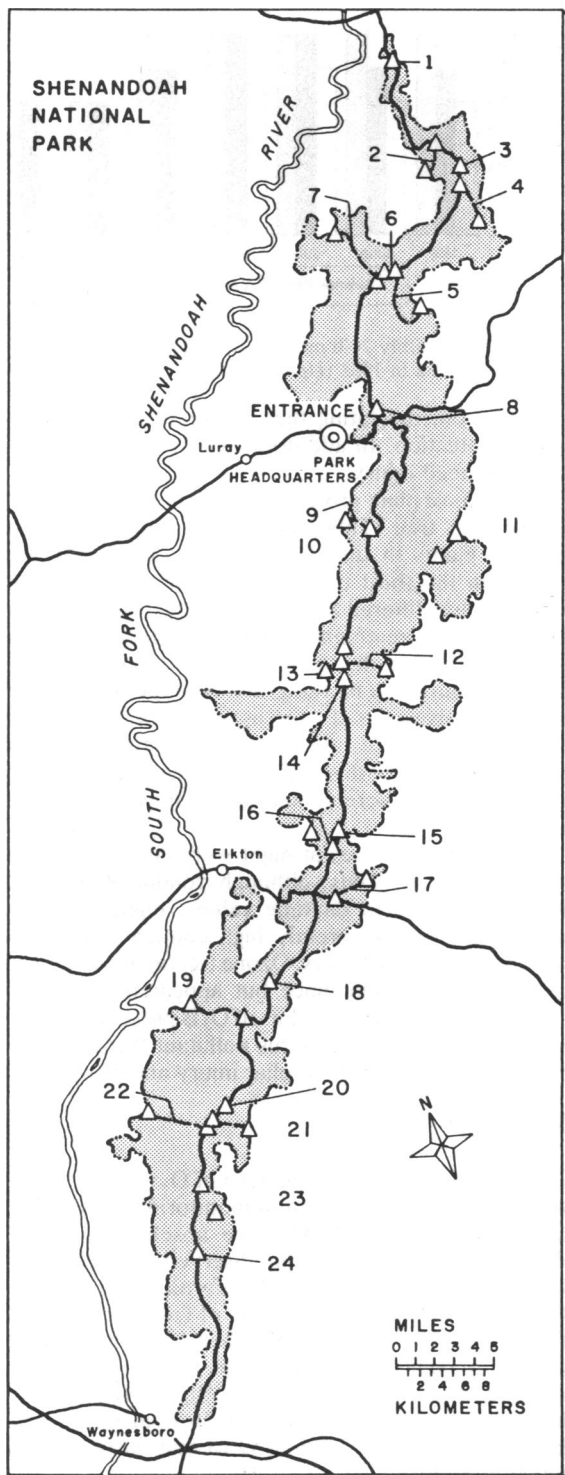 SHENANDOAH
NATIONAL
PARK
SHENANDOAH
RIVER
SOUTH
FORK
1
2
3
4
7
6
5
8
ENTRANCE
Luray
PARK
HEADQUARTERS
9
10
11
12
13
14
16
15
Elkton
17
19
18
22
20
21
N
23
24
MILES
0 1 2 3 4 5
2 4 6 8
KILOMETERS
Waynesboro